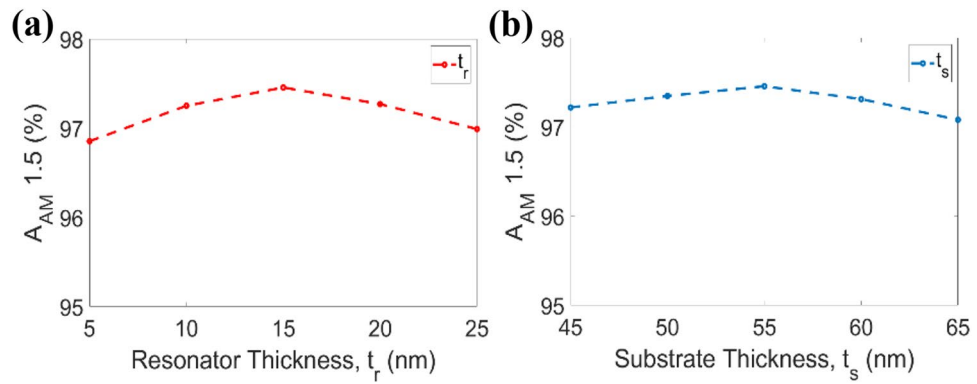 (a)
98
97
96
95
A_AM 1.5 (%)
t_r
5 10 15 20 25
Resonator Thickness, t_r (nm)
(b)
98
97
96
95
A_AM 1.5 (%)
t_s
45 50 55 60 65
Substrate Thickness, t_s (nm)